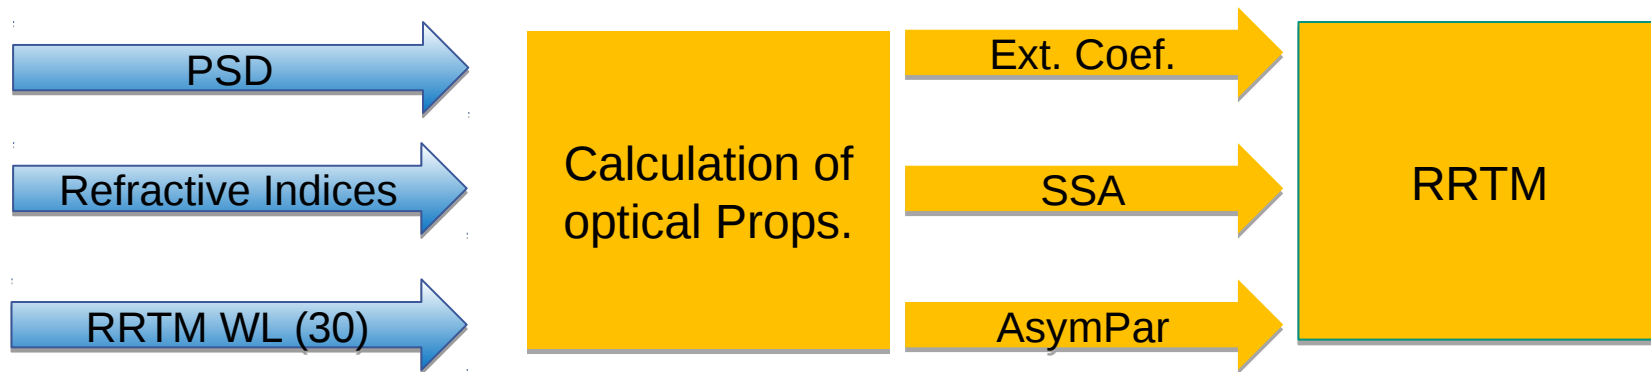 PSD
Refractive Indices
RRTM WL (30)
Calculation of
optical Props.
Ext. Coef.
SSA
AsymPar
RRTM